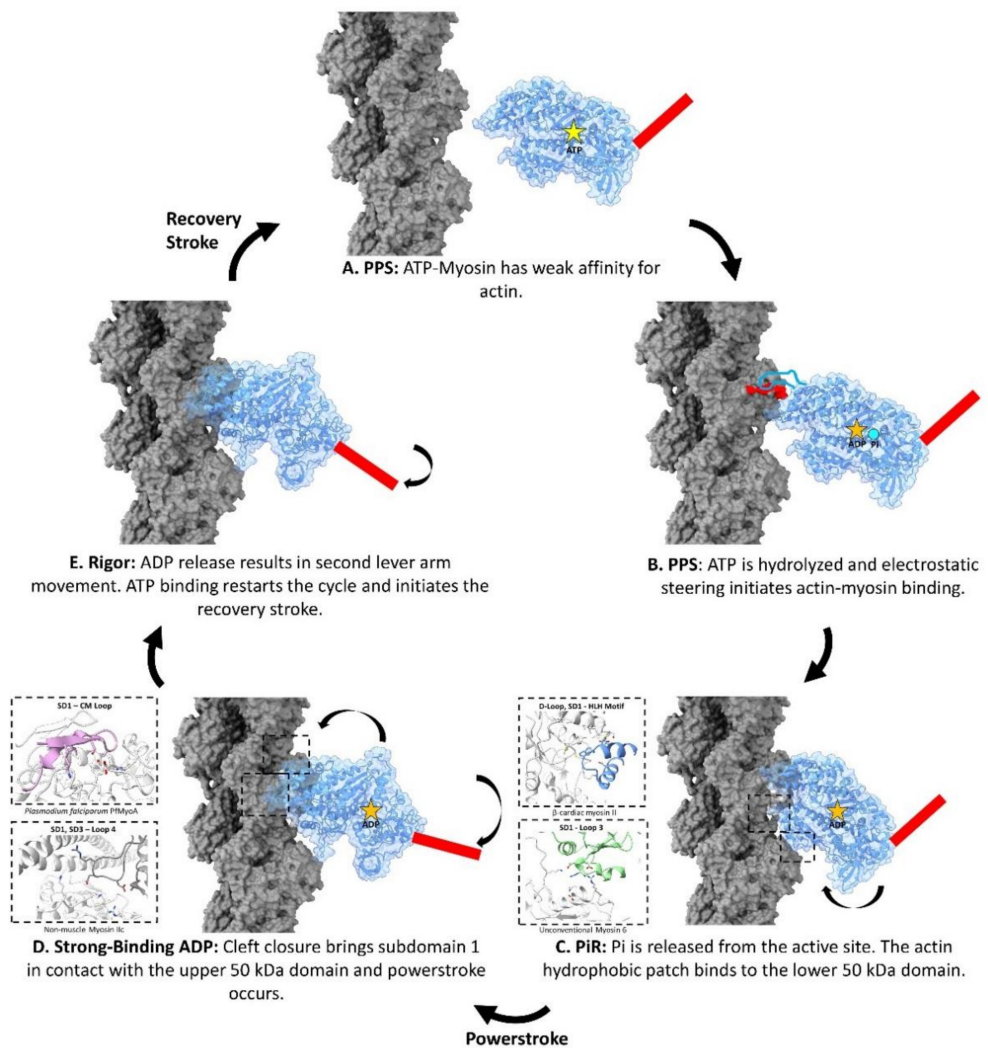 ATP
Recovery
Stroke
A. PPS: ATP-Myosin has weak affinity for
actin.
ADP Pi
E. Rigor: ADP release results in second lever arm
movement. ATP binding restarts the cycle and initiates the
recovery stroke.
B. PPS: ATP is hydrolyzed and electrostatic
steering initiates actin-myosin binding.
SD1 – CM Loop
Plasmodium falciporum PfMyoA
SD1, SD3 – Loop 4
Non-muscle Myosin IIc
ADP
D-Loop, SD1 - HLH Motif
β-cardiac myosin II
SD1 - Loop 3
Unconventional Myosin 6
ADP
D. Strong-Binding ADP: Cleft closure brings subdomain 1
in contact with the upper 50 kDa domain and powerstroke
occurs.
C. PiR: Pi is released from the active site. The actin
hydrophobic patch binds to the lower 50 kDa domain.
Powerstroke